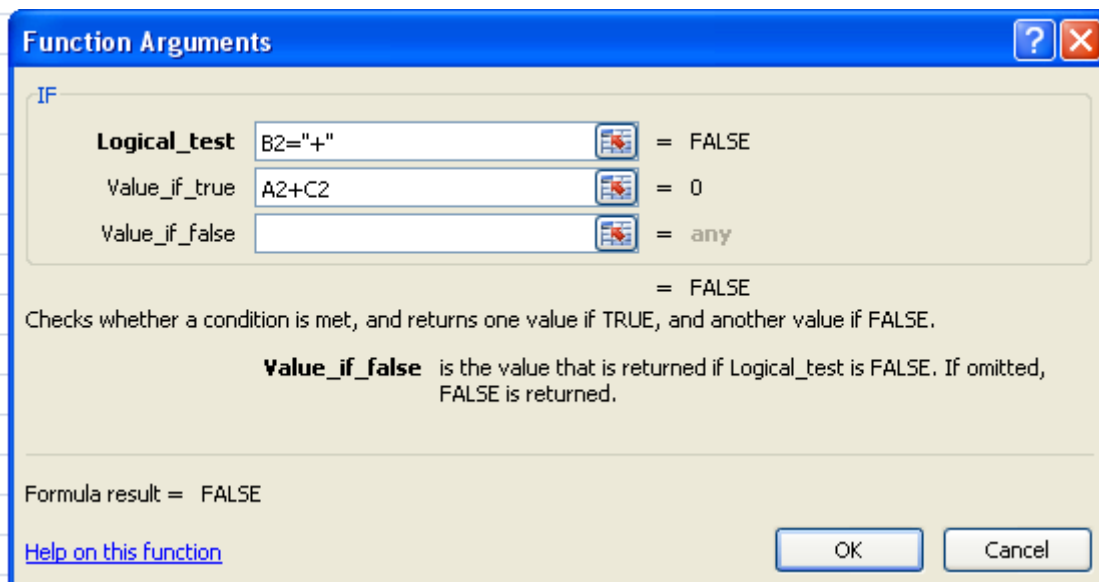 Function Arguments
IF
Logical_test B2="+" = FALSE
Value_if_true A2+C2 = 0
Value_if_false = any
= FALSE
Checks whether a condition is met, and returns one value if TRUE, and another value if FALSE.
Value_if_false is the value that is returned if Logical_test is FALSE. If omitted,
FALSE is returned.
Formula result = FALSE
Help on this function OK Cancel